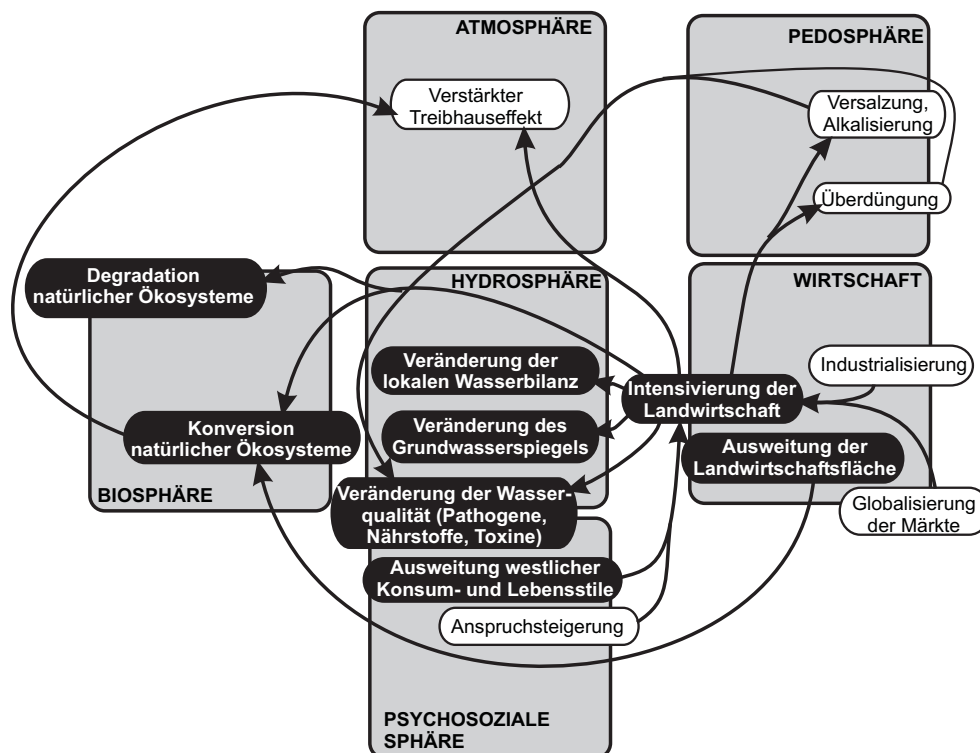 ATMOSPHÄRE
Verstärkter
Treibhauseffekt
PEDOSPHÄRE
Versalzung,
Alkalisierung
Überdüngung
Degradation
natürlicher Ökosysteme
Konversion
natürlicher Ökosysteme
BIOSPHÄRE
HYDROSPHÄRE
Veränderung der
lokalen Wasserbilanz
Veränderung des
Grundwasserspiegels
Veränderung der Wasser-
qualität (Pathogene,
Nährstoffe, Toxine)
WIRTSCHAFT
Industrialisierung
Intensivierung der
Landwirtschaft
Ausweitung der
Landwirtschaftsfläche
Globalisierung
der Märkte
Ausweitung westlicher
Konsum- und Lebensstile
Anspruchsteigerung
PSYCHOSOZIALE
SPHÄRE